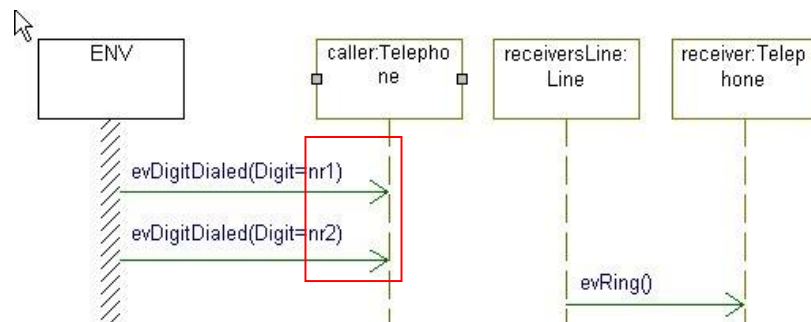 ENV
caller:Telepho
ne
receiversLine:
Line
receiver:Telep
hone
evDigitDialed(Digit=nr1)
evDigitDialed(Digit=nr2)
evRing()